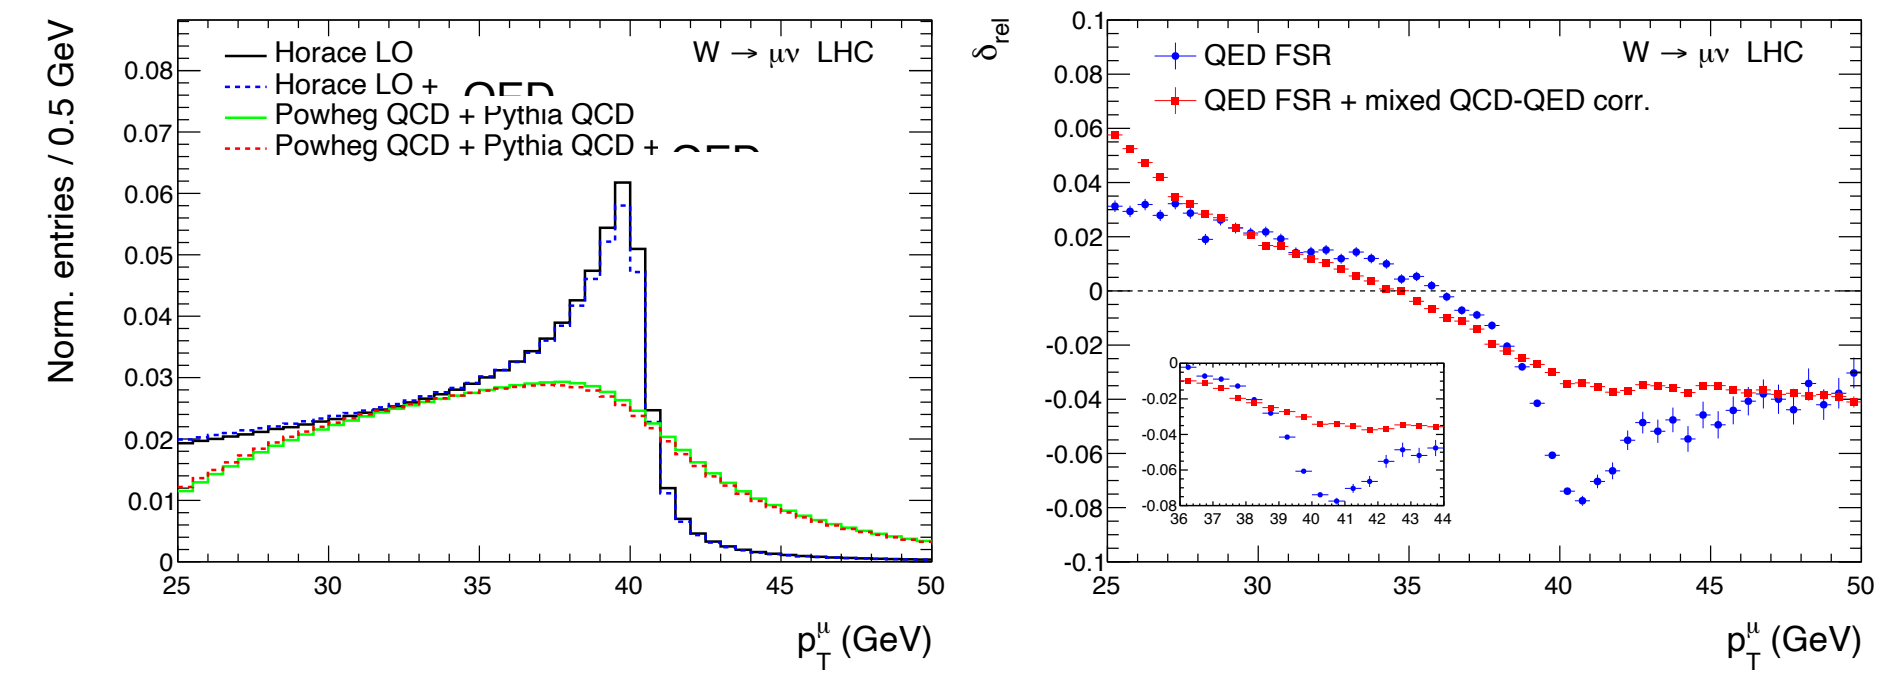 Norm. entries / 0.5 GeV
Horace LO
Horace LO +
Powheg QCD + Pythia QCD
Powheg QCD + Pythia QCD +
W → μν LHC
0.08
0.07
0.06
0.05
0.04
0.03
0.02
0.01
0
25 30 35 40 45 50
p_T^μ (GeV)
δ_rel
QED FSR
QED FSR + mixed QCD-QED corr.
W → μν LHC
0.1
0.08
0.06
0.04
0.02
0
-0.02
-0.04
-0.06
-0.08
-0.1
0
-0.02
-0.04
-0.06
-0.08
36 37 38 39 40 41 42 43 44
25 30 35 40 45 50
p_T^μ (GeV)